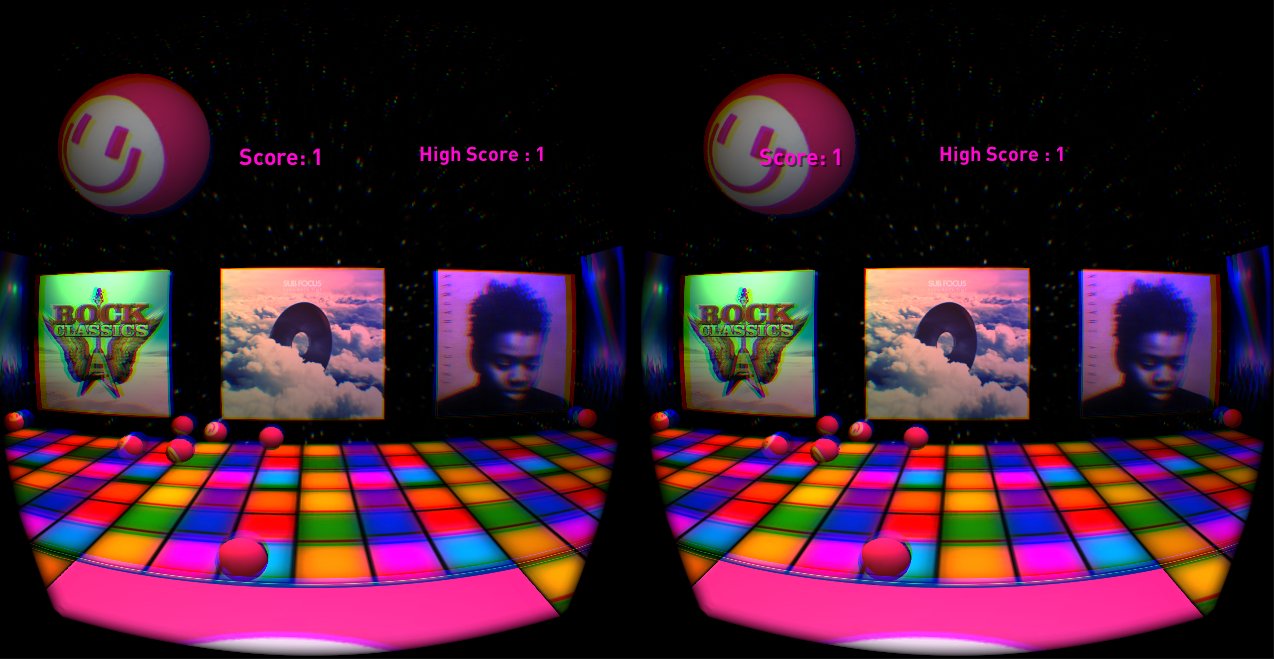 Score: 1
High Score : 1
Score: 1
High Score : 1
ROCK
CLASSICS
SUB FOCUS
ROCK
CLASSICS
SUB FOCUS